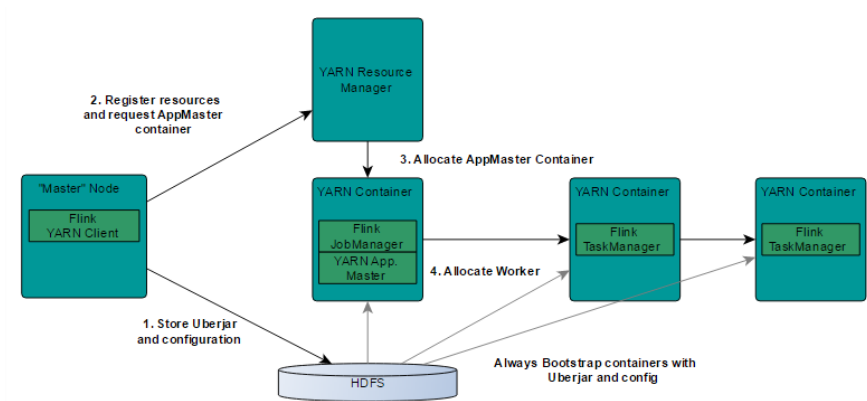 YARN Resource
Manager
2. Register resources
and request AppMaster
container
3. Allocate AppMaster Container
"Master" Node
Flink
YARN Client
YARN Container
Flink
JobManager
YARN App.
Master
4. Allocate Worker
YARN Container
Flink
TaskManager
YARN Container
Flink
TaskManager
1. Store Uberjar
and configuration
HDFS
Always Bootstrap containers with
Uberjar and config